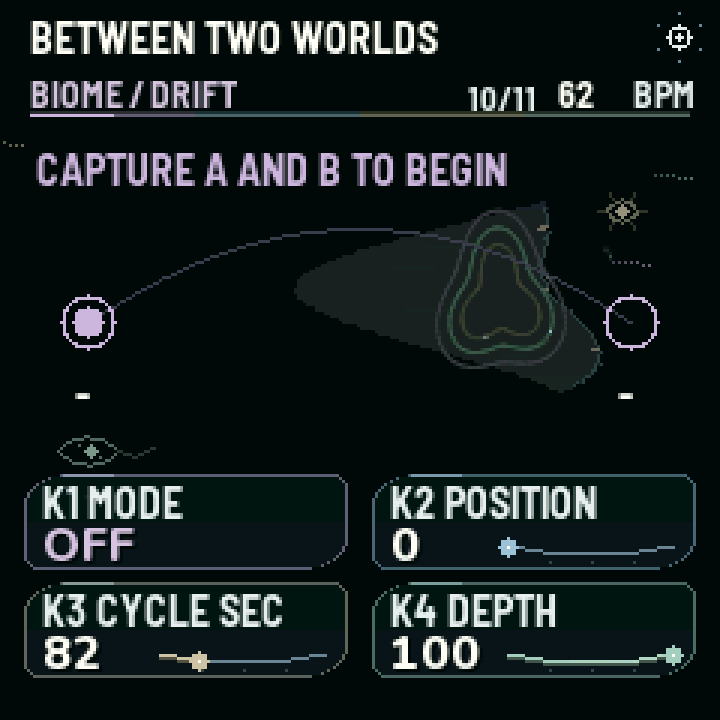 BETWEEN TWO WORLDS
BIOME / DRIFT 10/11 62 BPM
CAPTURE A AND B TO BEGIN
- -
K1 MODE K2 POSITION
OFF 0
K3 CYCLE SEC K4 DEPTH
82 100